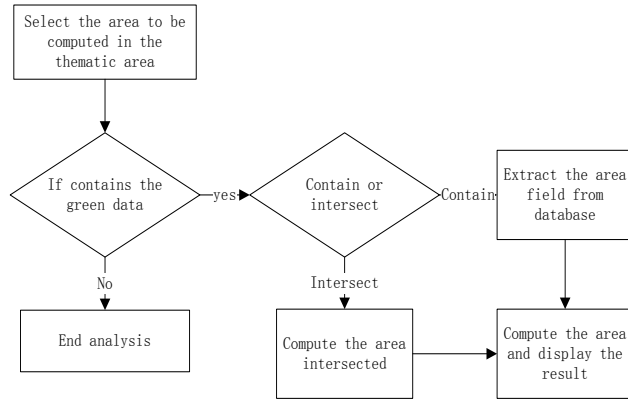 Select the area to be
computed in the
thematic area
If contains the
green data
yes
Contain or
intersect
Contain
Extract the area
field from
database
No
Intersect
End analysis
Compute the area
intersected
Compute the area
and display the
result